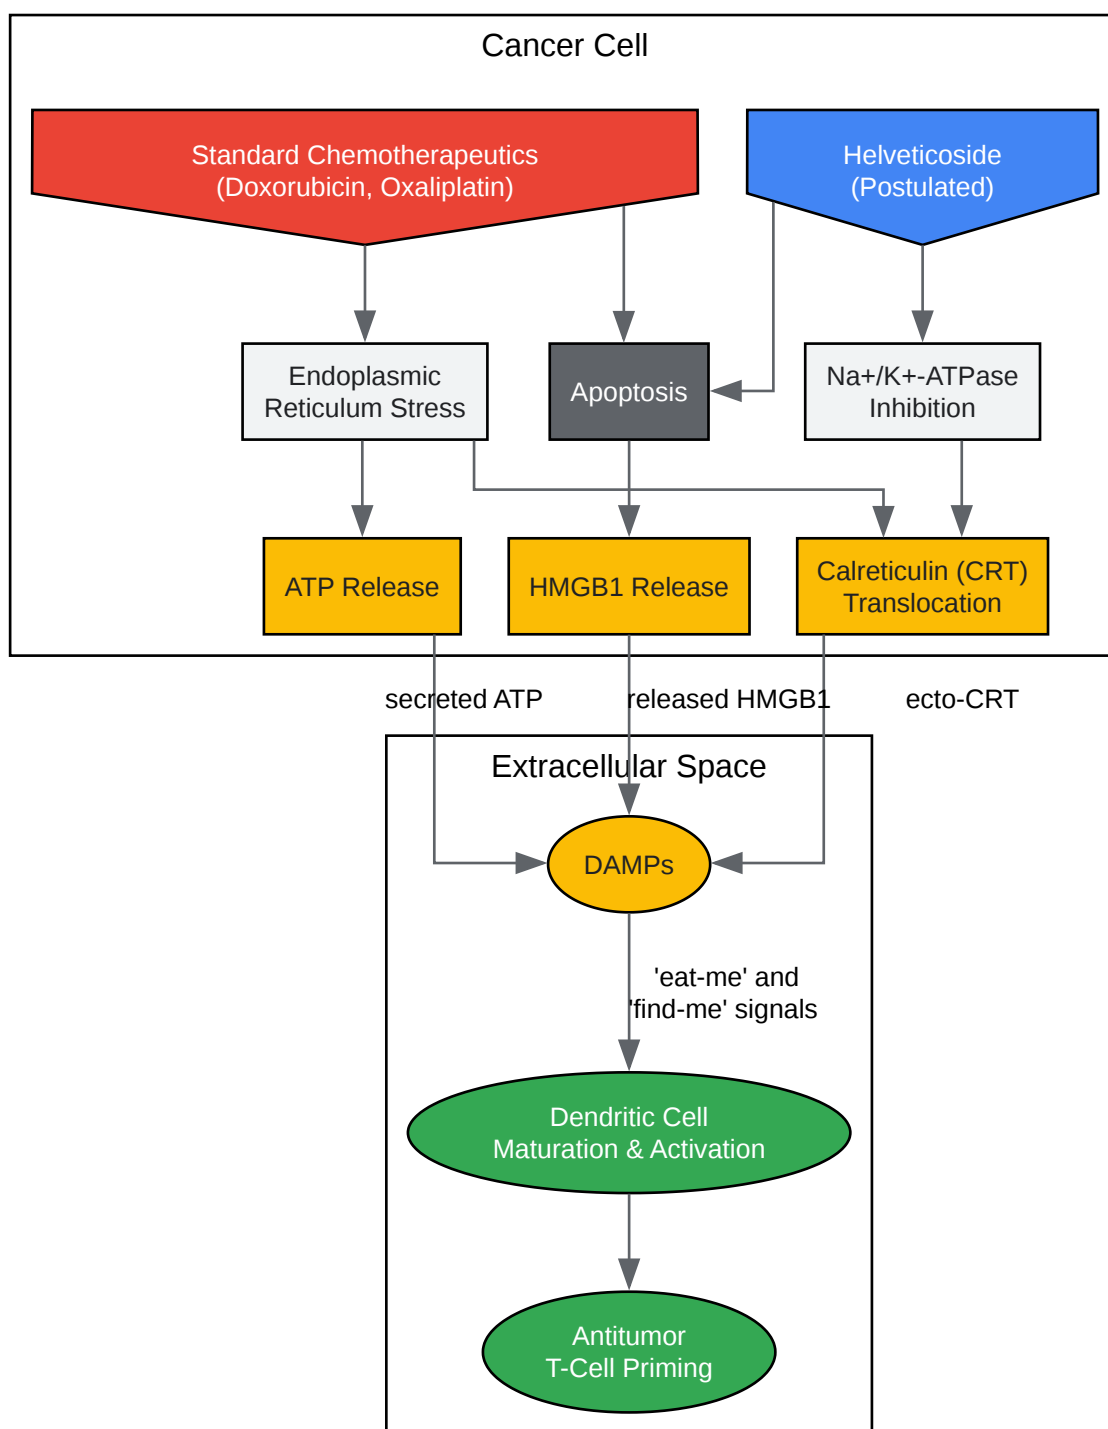 Cancer Cell
Standard Chemotherapeutics
(Doxorubicin, Oxaliplatin)
Helveticoside
(Postulated)
Endoplasmic
Reticulum Stress
Apoptosis
Na+/K+-ATPase
Inhibition
ATP Release
HMGB1 Release
Calreticulin (CRT)
Translocation
secreted ATP
released HMGB1
ecto-CRT
Extracellular Space
DAMPs
'eat-me' and
'find-me' signals
Dendritic Cell
Maturation & Activation
Antitumor
T-Cell Priming